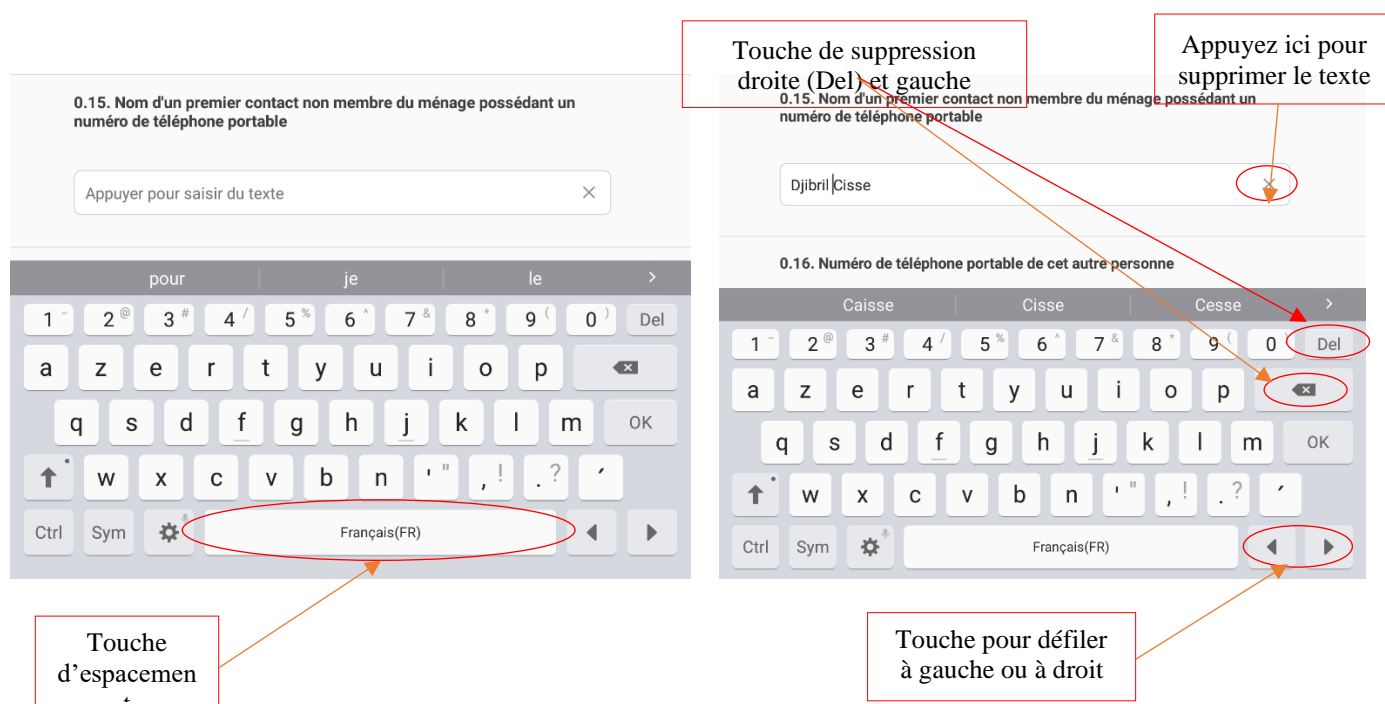 Touche de suppression
droite (Del) et gauche
Appuyez ici pour
supprimer le texte
0.15. Nom d'un premier contact non membre du ménage possédant un
numéro de téléphone portable
Appuyer pour saisir du texte
pour je le >
1 - 2 @ 3 # 4 / 5 % 6 ^ 7 & 8 * 9 ( 0 ) Del
a z e r t y u i o p
q s d f g h j k l m OK
w x c v b n ' " , ! . ? ´
Ctrl Sym Français(FR)
Touche
d’espacemen
t
0.15. Nom d'un premier contact non membre du ménage possédant un
numéro de téléphone portable
Djibril Cisse
0.16. Numéro de téléphone portable de cet autre personne
Caisse Cisse Cesse >
1 - 2 @ 3 # 4 / 5 % 6 ^ 7 & 8 * 9 ( 0 ) Del
a z e r t y u i o p
q s d f g h j k l m OK
w x c v b n ' " , ! . ? ´
Ctrl Sym Français(FR)
Touche pour défiler
à gauche ou à droit